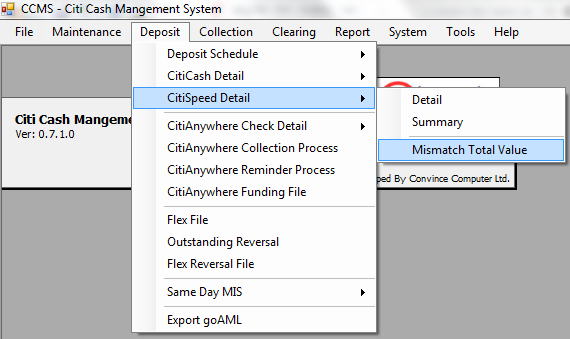 CCMS - Citi Cash Mangement System
File Maintenance Deposit Collection Clearing Report System Tools Help
Deposit Schedule
CitiCash Detail
CitiSpeed Detail
Detail
Summary
Mismatch Total Value
Citi Cash Mangeme
Ver: 0.7.1.0
CitiAnywhere Check Detail
CitiAnywhere Collection Process
CitiAnywhere Reminder Process
CitiAnywhere Funding File
ped By Convince Computer Ltd.
Flex File
Outstanding Reversal
Flex Reversal File
Same Day MIS
Export goAML